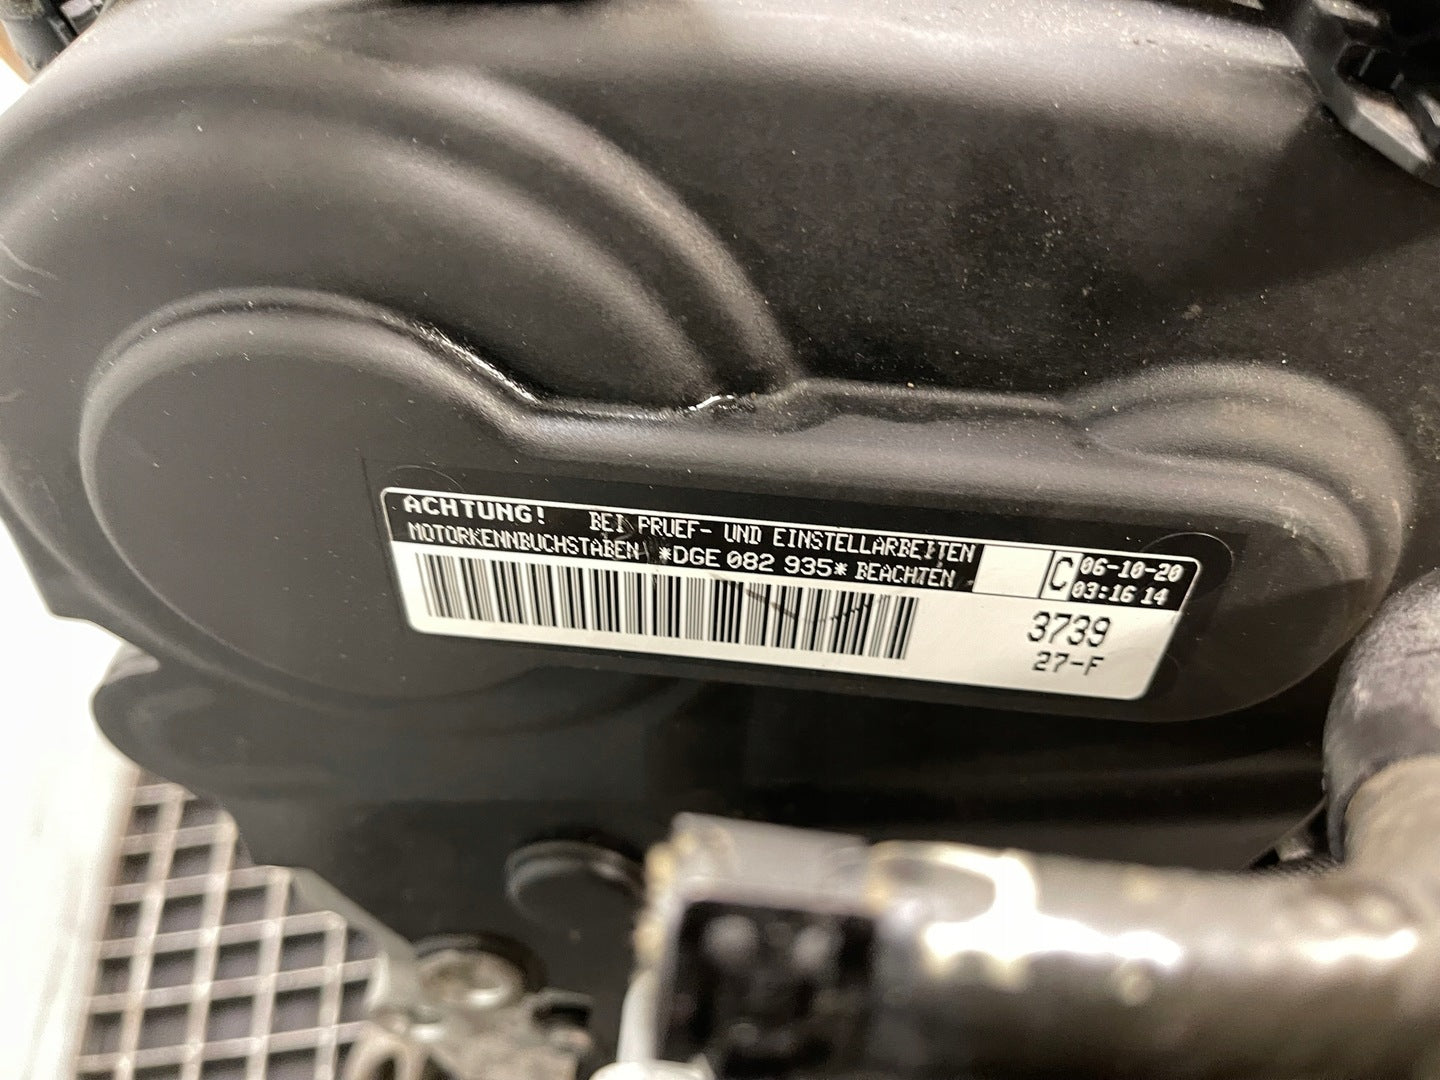 ACHTUNG! BEI PRUEF- UND EINSTELLARBEITEN
MOTORKENNBUCHSTABEN *DGE 082 935* BEACHTEN
C 06-10-20
03:16 14
3739
27-F